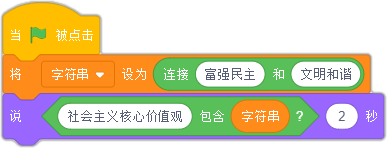 当 被点击
将 字符串 设为 连接 富强民主 和 文明和谐
说 社会主义核心价值观 包含 字符串 ? 2 秒